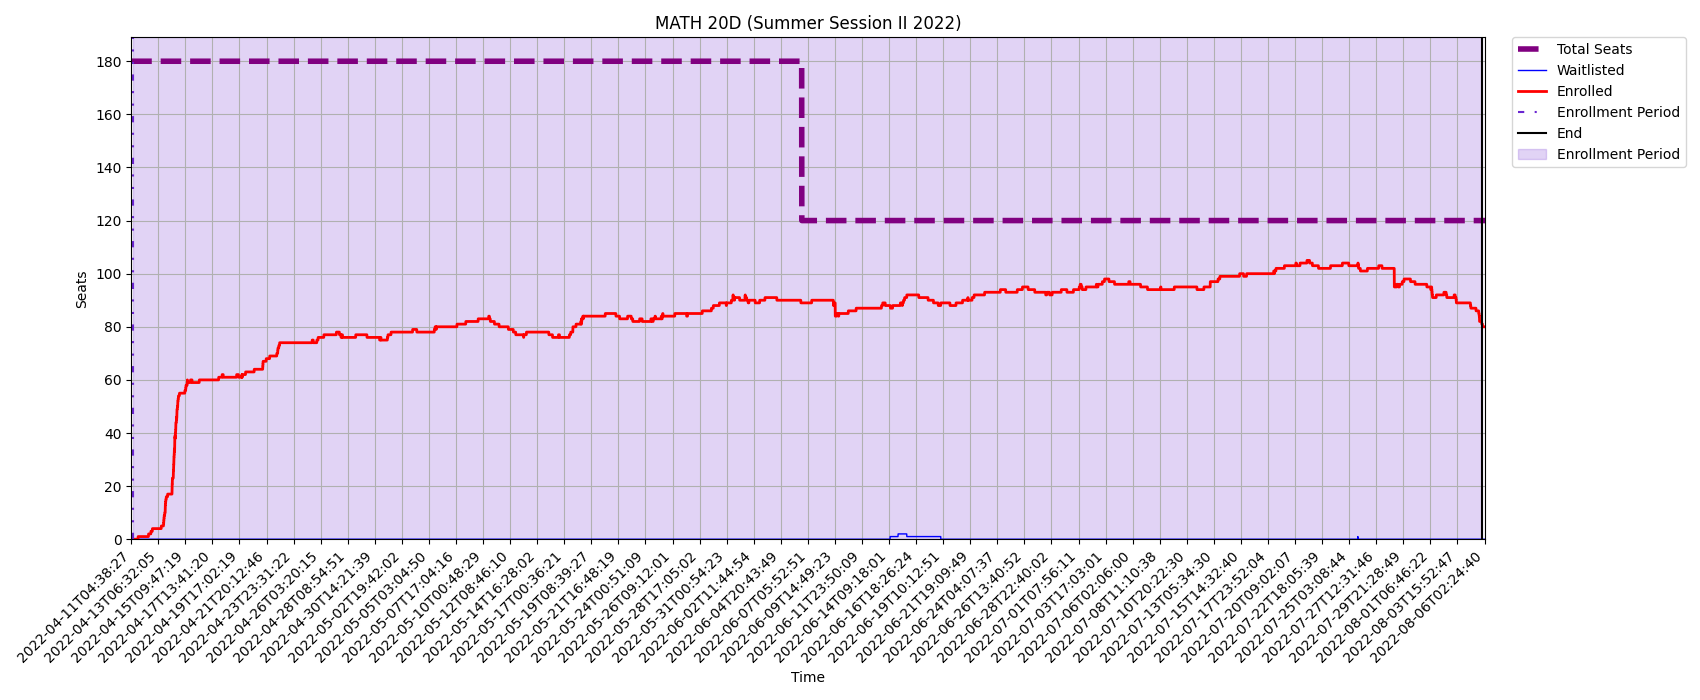 MATH 20D (Summer Session II 2022)
Total Seats
Waitlisted
Enrolled
Enrollment Period
End
Enrollment Period
Seats
180
160
140
120
100
80
60
40
20
0
2022-04-11T04:38:27
2022-04-13T06:32:05
2022-04-15T09:47:19
2022-04-17T13:41:20
2022-04-19T17:02:19
2022-04-21T20:12:46
2022-04-23T23:31:22
2022-04-26T03:20:15
2022-04-28T08:54:51
2022-04-30T14:21:39
2022-05-02T19:42:02
2022-05-05T03:04:50
2022-05-07T17:04:16
2022-05-10T00:48:29
2022-05-12T08:46:10
2022-05-14T16:28:02
2022-05-17T00:36:21
2022-05-19T08:39:27
2022-05-21T16:48:19
2022-05-24T00:51:09
2022-05-26T09:12:01
2022-05-28T17:05:02
2022-05-31T00:54:23
2022-06-02T11:44:54
2022-06-04T20:43:49
2022-06-07T05:52:51
2022-06-09T14:49:23
2022-06-11T23:50:09
2022-06-14T09:18:01
2022-06-16T18:26:24
2022-06-19T10:12:51
2022-06-21T19:09:49
2022-06-24T04:07:37
2022-06-26T13:40:52
2022-06-28T22:40:02
2022-07-01T07:56:11
2022-07-03T17:03:01
2022-07-06T02:06:00
2022-07-08T11:10:38
2022-07-10T20:22:30
2022-07-13T05:34:30
2022-07-15T14:32:40
2022-07-17T23:52:04
2022-07-20T09:02:07
2022-07-22T18:05:39
2022-07-25T03:08:44
2022-07-27T12:31:46
2022-07-29T21:28:49
2022-08-01T06:46:22
2022-08-03T15:52:47
2022-08-06T02:24:40
Time